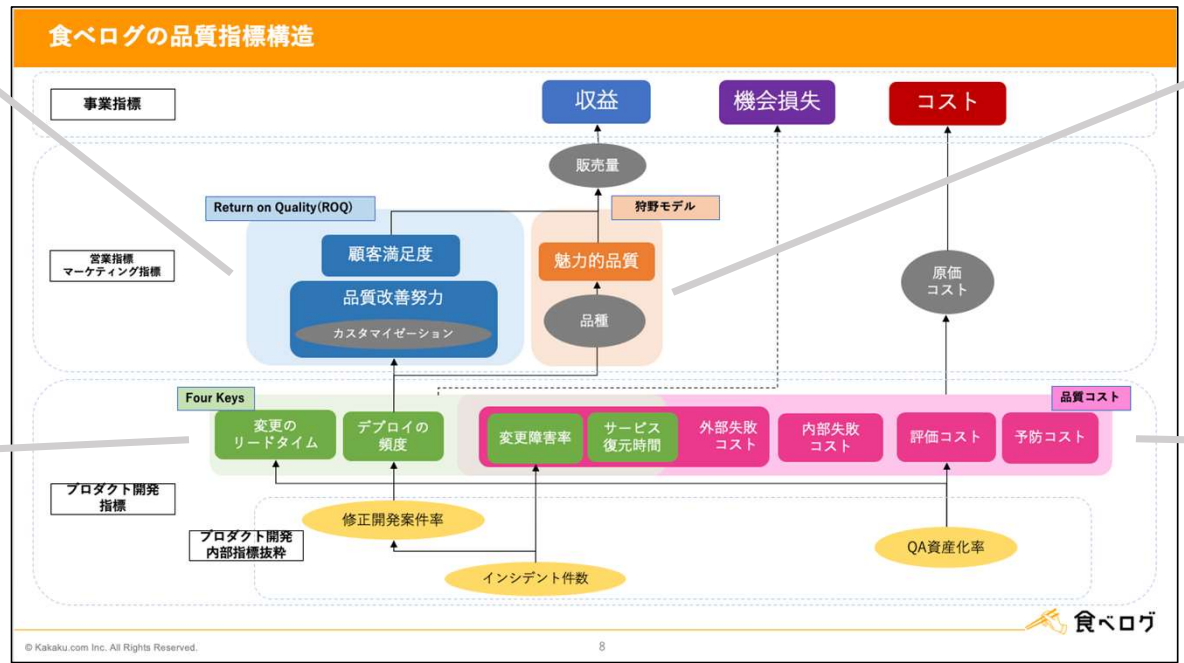 食べログの品質指標構造
事業指標
収益
機会損失
コスト
販売量
Return on Quality(ROQ)
狩野モデル
営業指標
マーケティング指標
顧客満足度
魅力的品質
品質改善努力
カスタマイゼーション
品種
原価
コスト
Four Keys
品質コスト
変更の
リードタイム
デプロイの
頻度
変更障害率
サービス
復元時間
外部失敗
コスト
内部失敗
コスト
評価コスト
予防コスト
プロダクト開発
指標
修正開発案件率
プロダクト開発
内部指標抜粋
QA資産化率
インシデント件数
食べログ
© Kakaku.com Inc. All Rights Reserved.
8